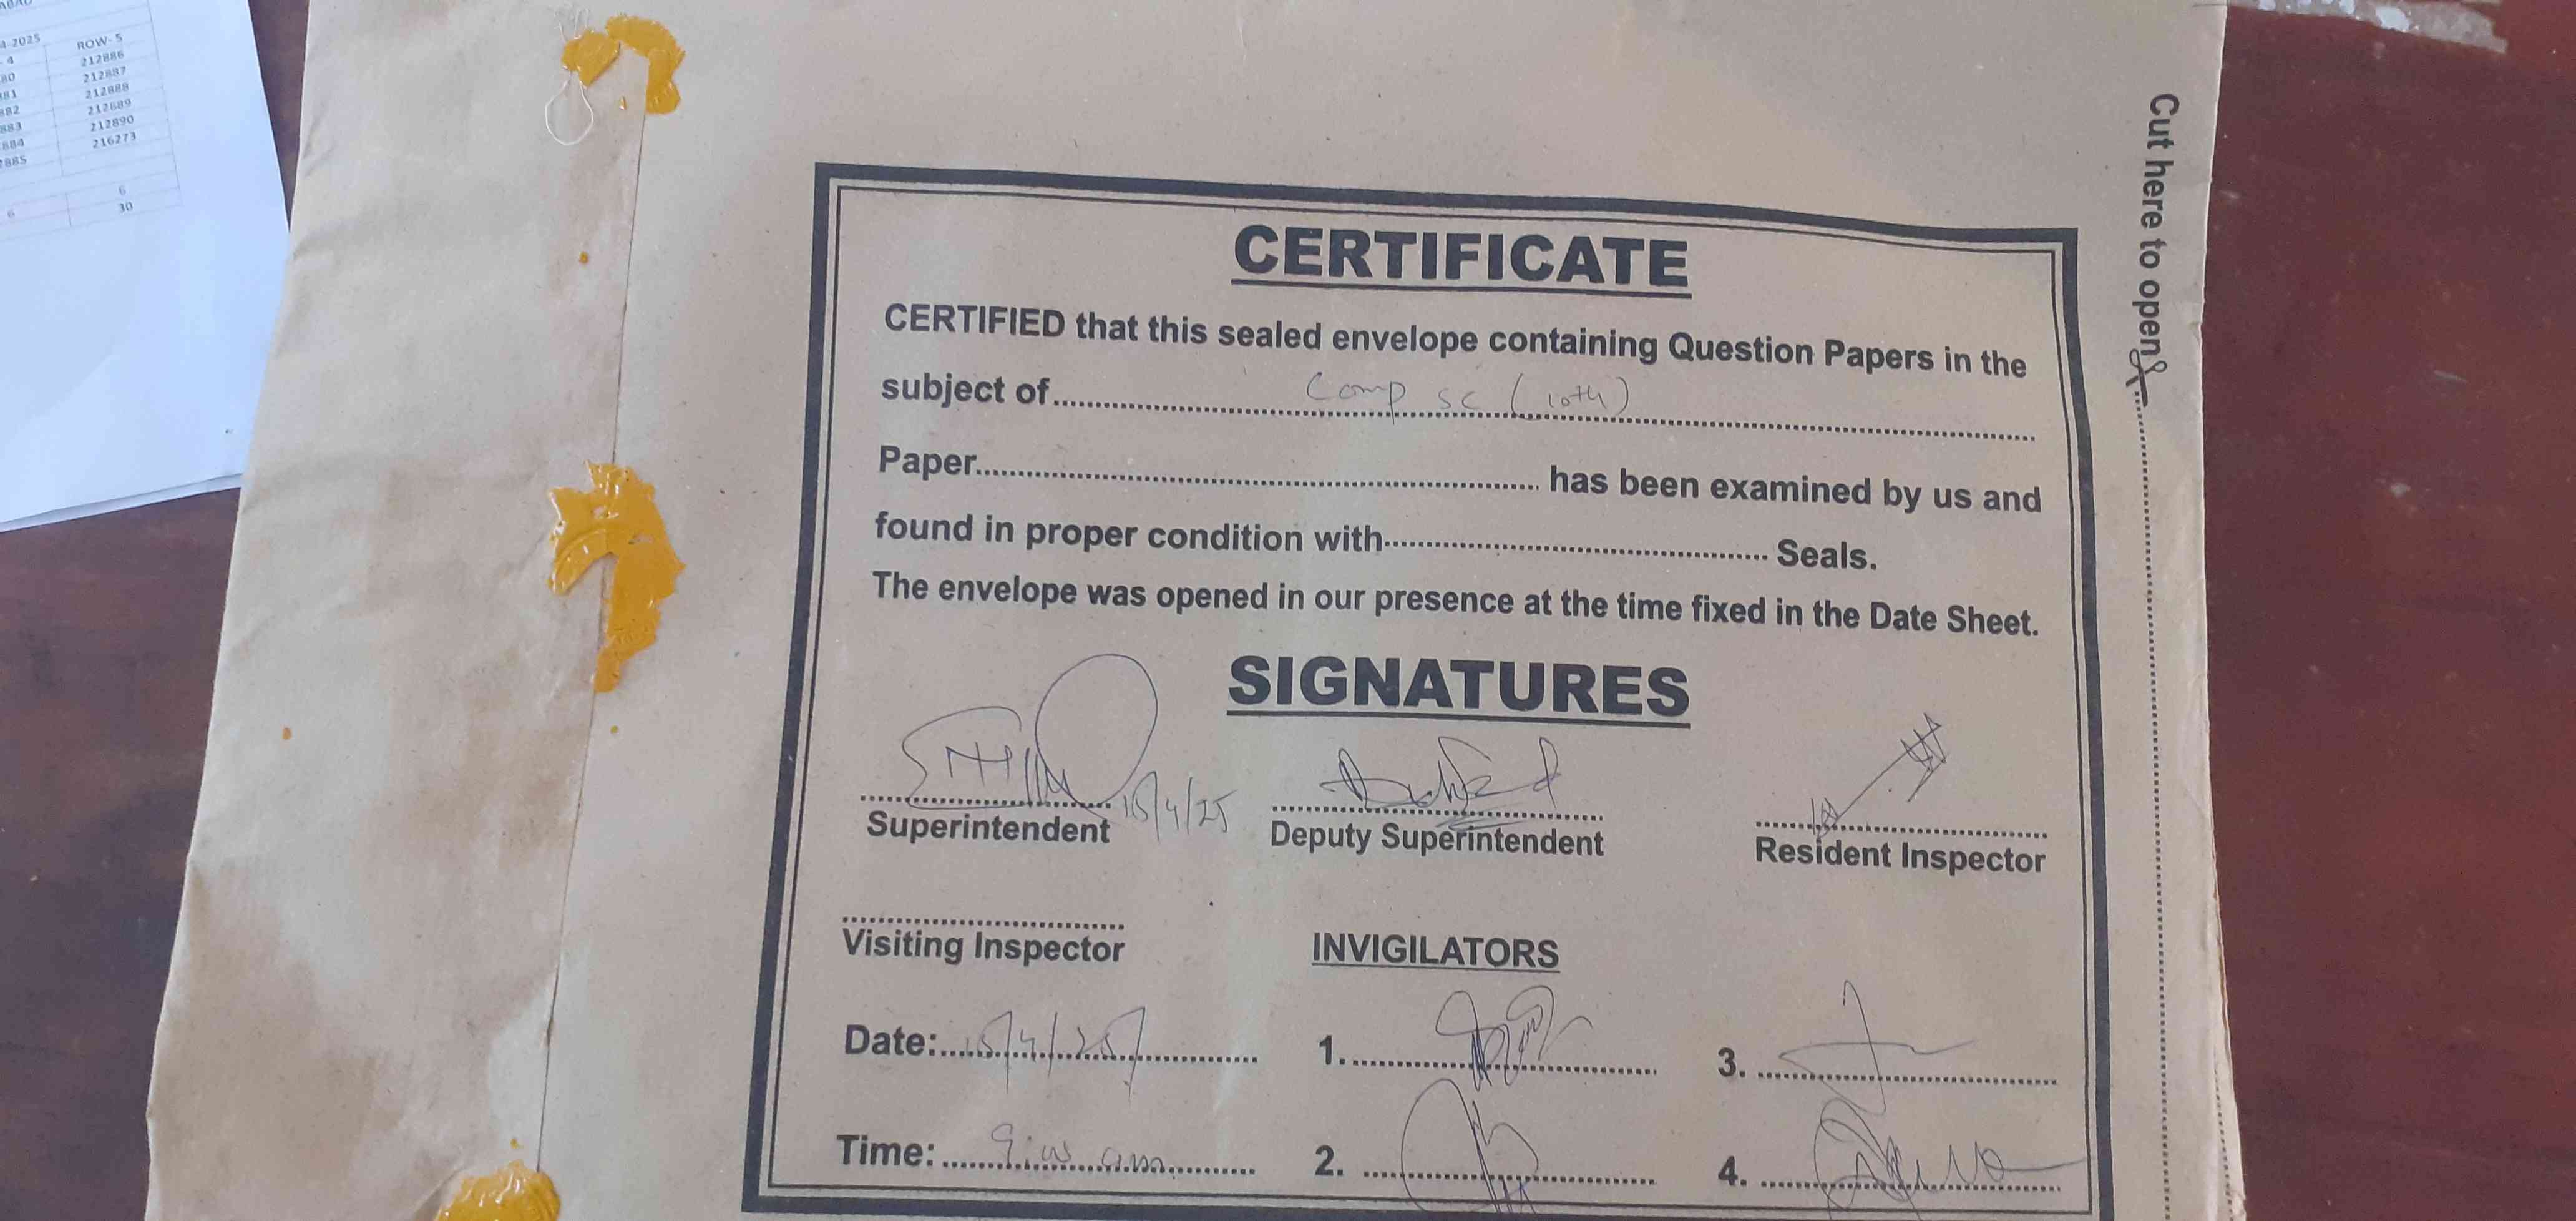 ROW- 5
212886
212887
212888
212889
212890
216273
6
30
CERTIFICATE
CERTIFIED that this sealed envelope containing Question Papers in the
subject of Comp sc (10th)
Paper has been examined by us and
found in proper condition with Seals.
The envelope was opened in our presence at the time fixed in the Date Sheet.
SIGNATURES
15/4/25
Superintendent Deputy Superintendent Resident Inspector
Visiting Inspector INVIGILATORS
Date: 15/4/25 1. 3.
Time: am 2. 4.
Cut here to open